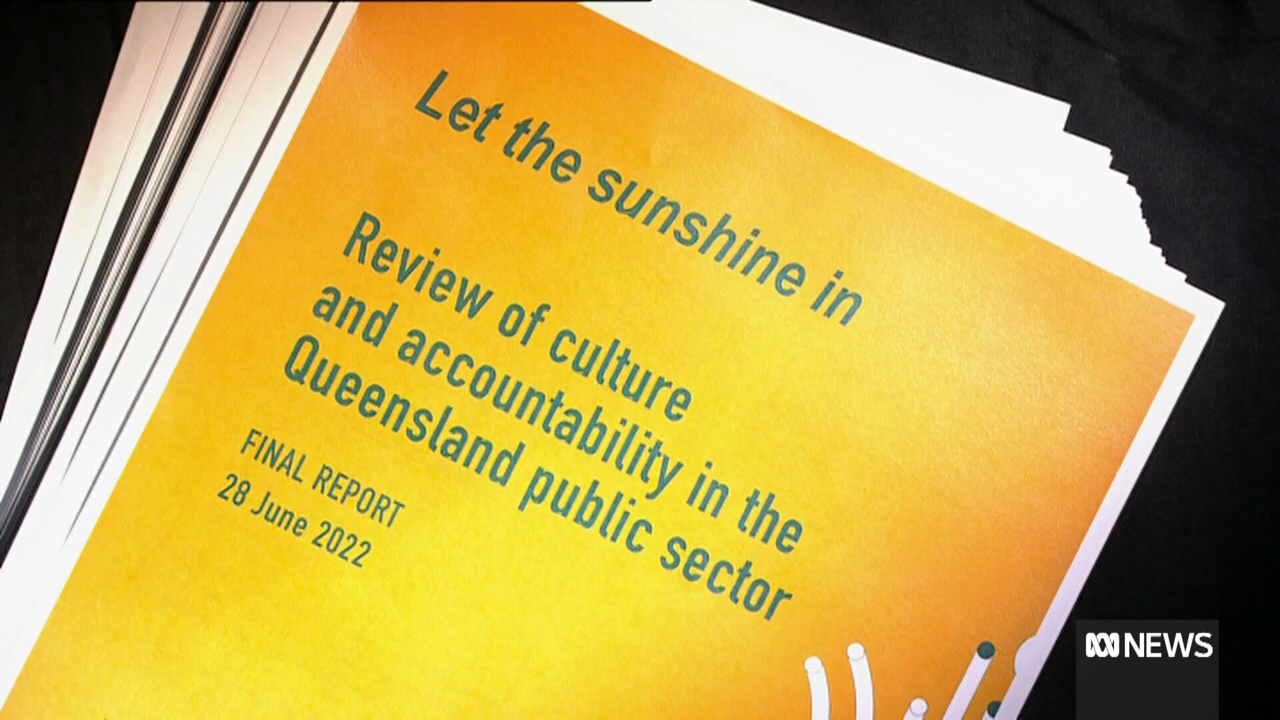 Let the sunshine in
Review of culture
and accountability in the
Queensland public sector
FINAL REPORT
28 June 2022
NEWS